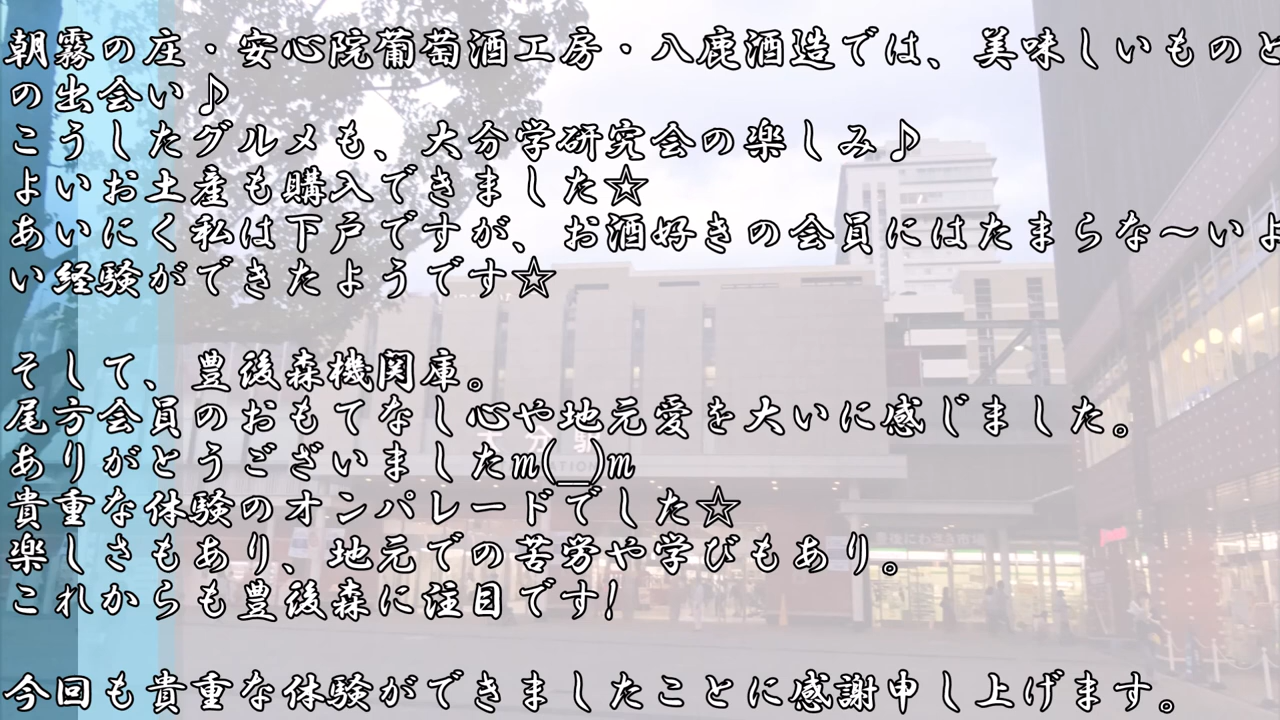 朝霧の庄・安心院葡萄酒工房・八鹿酒造では、美味しいものと
の出会い♪
こうしたグルメも、大分学研究会の楽しみ♪
よいお土産も購入できました☆
あいにく私は下戸ですが、お酒好きの会員にはたまらな～いよ
い経験ができたようです☆
そして、豊後森機関庫。
尾方会員のおもてなし心や地元愛を大いに感じました。
ありがとうございましたm(_)m
貴重な体験のオンパレードでした☆
楽しさもあり、地元での苦労や学びもあり。
これからも豊後森に注目です!
今回も貴重な体験ができましたことに感謝申し上げます。
大分駅